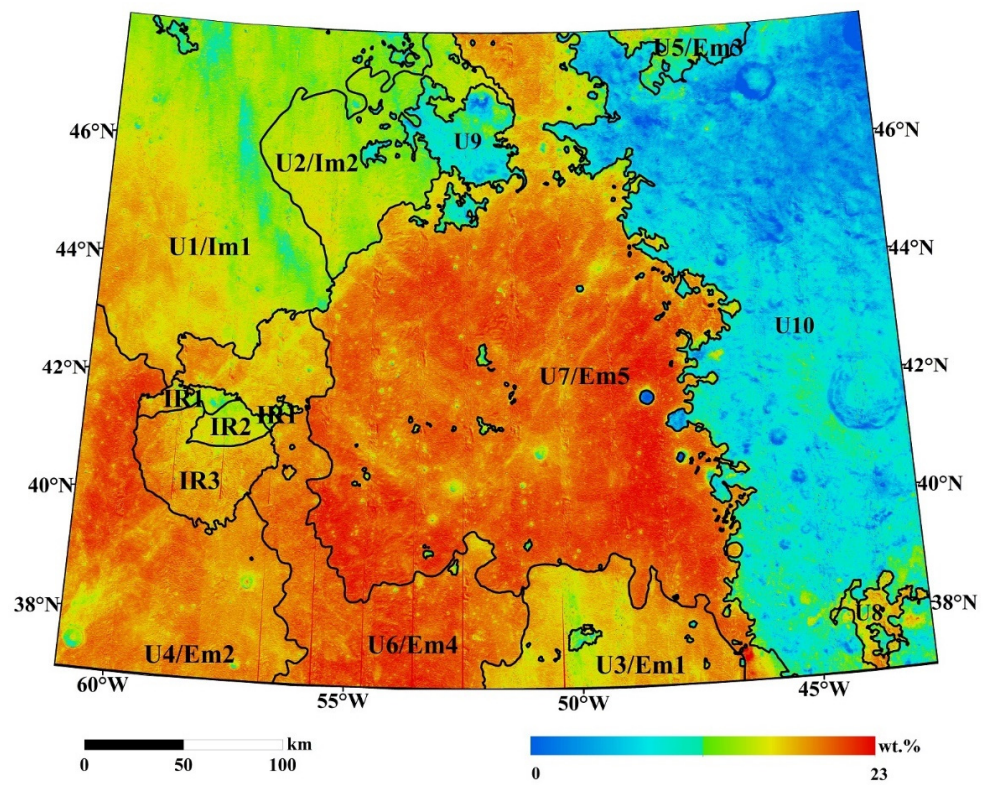 U5/Em3
46°N
46°N
U9
U2/Im2
U1/Im1
44°N
44°N
U10
42°N
42°N
U7/Em5
IR1
IR1
IR2
IR3
40°N
40°N
38°N
38°N
U8
U4/Em2
U6/Em4
U3/Em1
60°W
55°W
50°W
45°W
km
0 50 100
wt.%
0 23